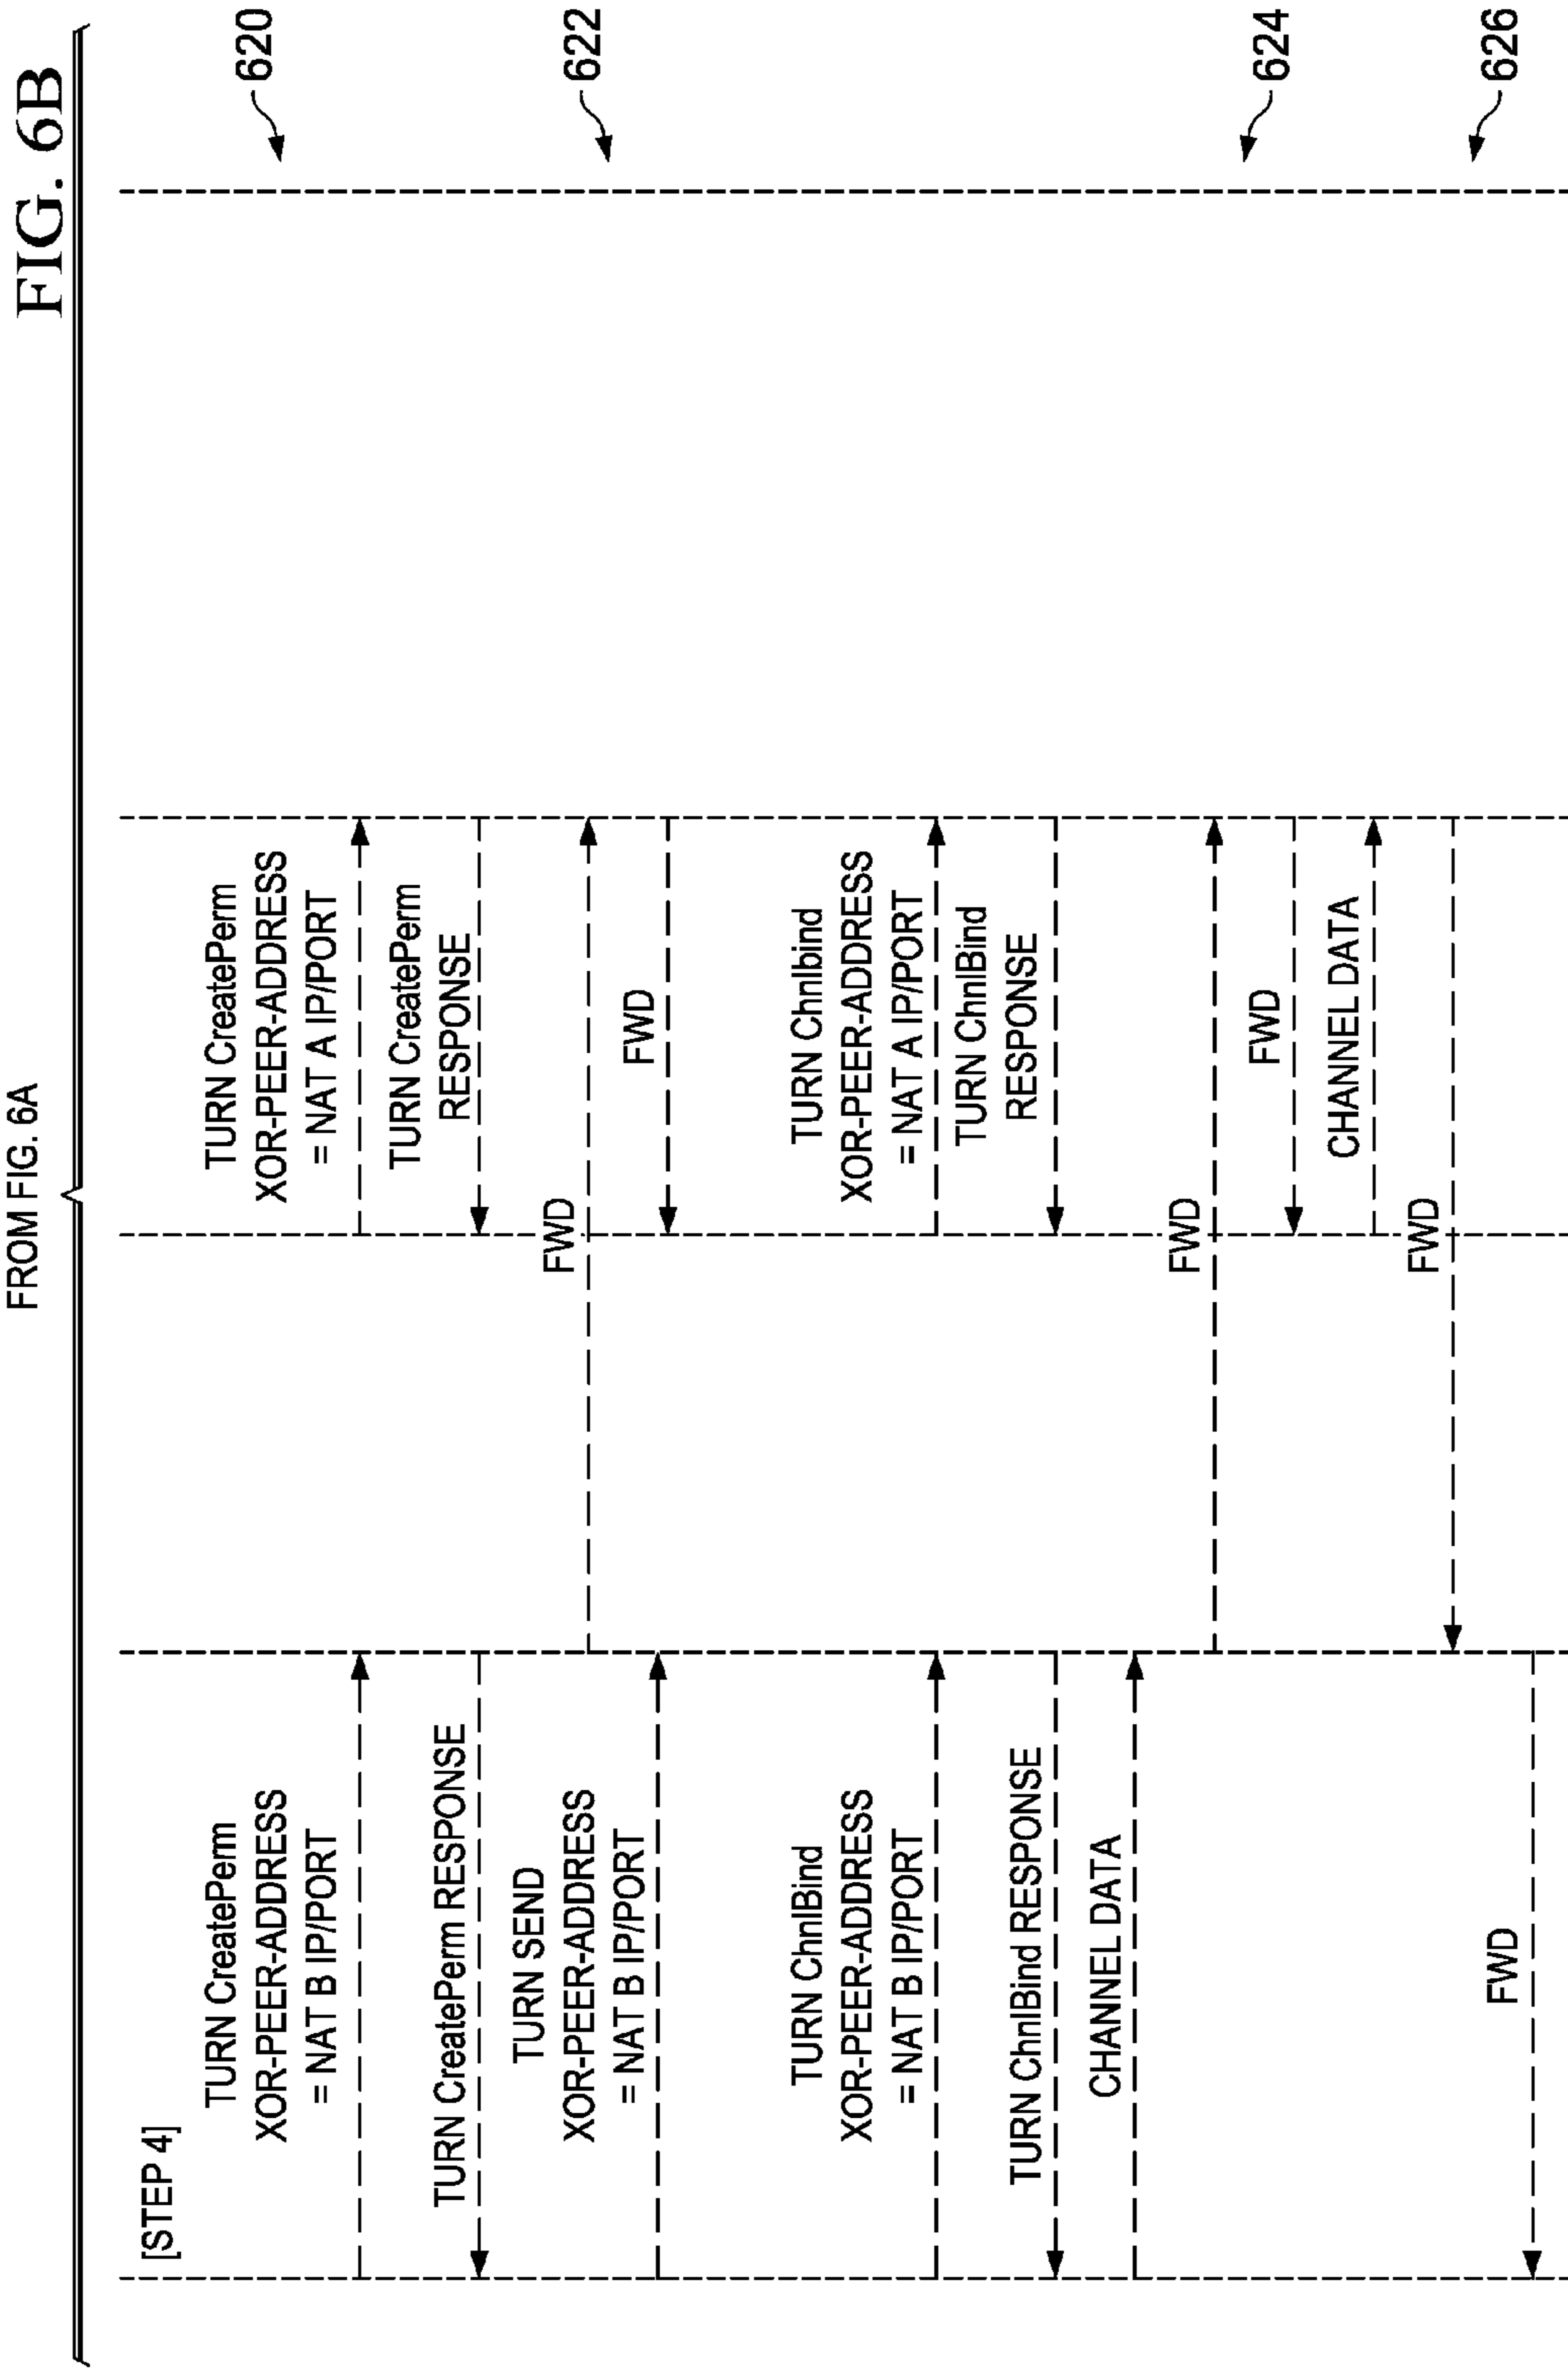 FROM FIG. 6A
FIG. 6B
[STEP 4]
TURN CreatePerm
XOR-PEER-ADDRESS
= NAT B IP/PORT
TURN CreatePerm
XOR-PEER-ADDRESS
= NAT A IP/PORT
620
TURN CreatePerm RESPONSE
TURN CreatePerm
RESPONSE
TURN SEND
XOR-PEER-ADDRESS
= NAT B IP/PORT
FWD
FWD
622
TURN ChnlBind
XOR-PEER-ADDRESS
= NAT B IP/PORT
TURN Chnlbind
XOR-PEER-ADDRESS
= NAT A IP/PORT
TURN ChnlBind RESPONSE
TURN ChnlBind
RESPONSE
CHANNEL DATA
FWD
FWD
624
CHANNEL DATA
FWD
626
FWD